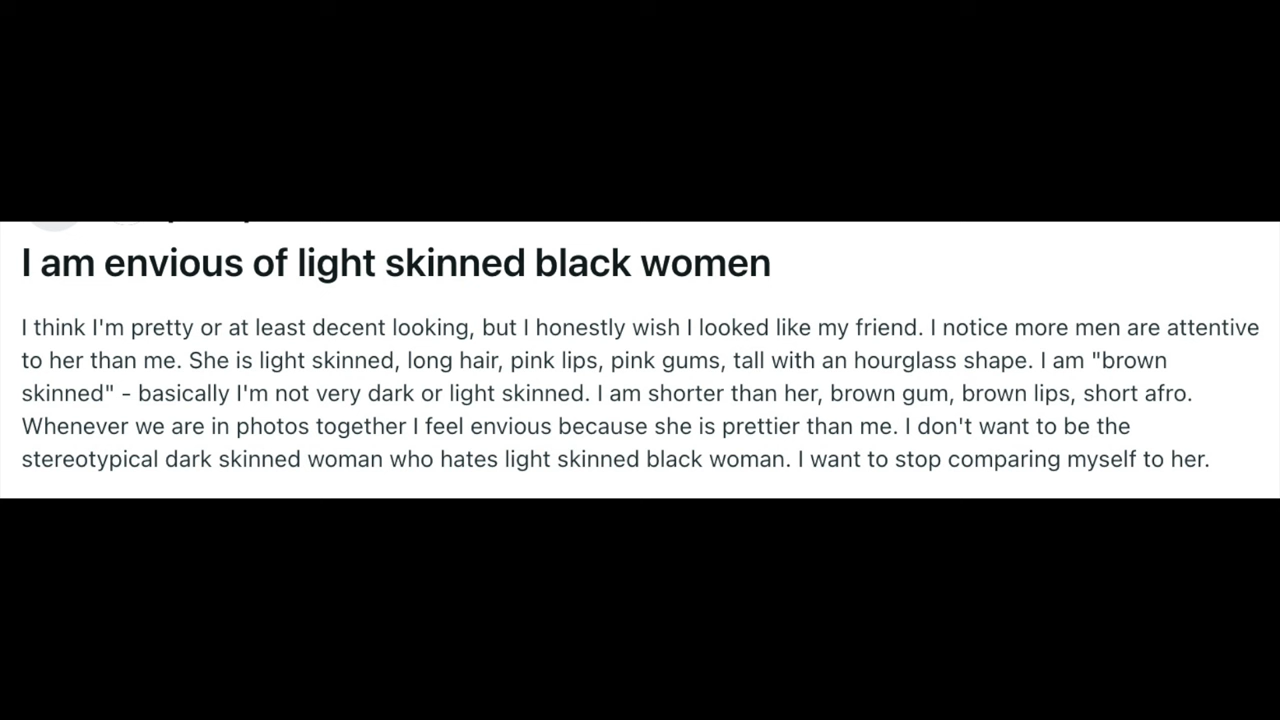 I am envious of light skinned black women
I think I'm pretty or at least decent looking, but I honestly wish I looked like my friend. I notice more men are attentive
to her than me. She is light skinned, long hair, pink lips, pink gums, tall with an hourglass shape. I am "brown
skinned" - basically I'm not very dark or light skinned. I am shorter than her, brown gum, brown lips, short afro.
Whenever we are in photos together I feel envious because she is prettier than me. I don't want to be the
stereotypical dark skinned woman who hates light skinned black woman. I want to stop comparing myself to her.